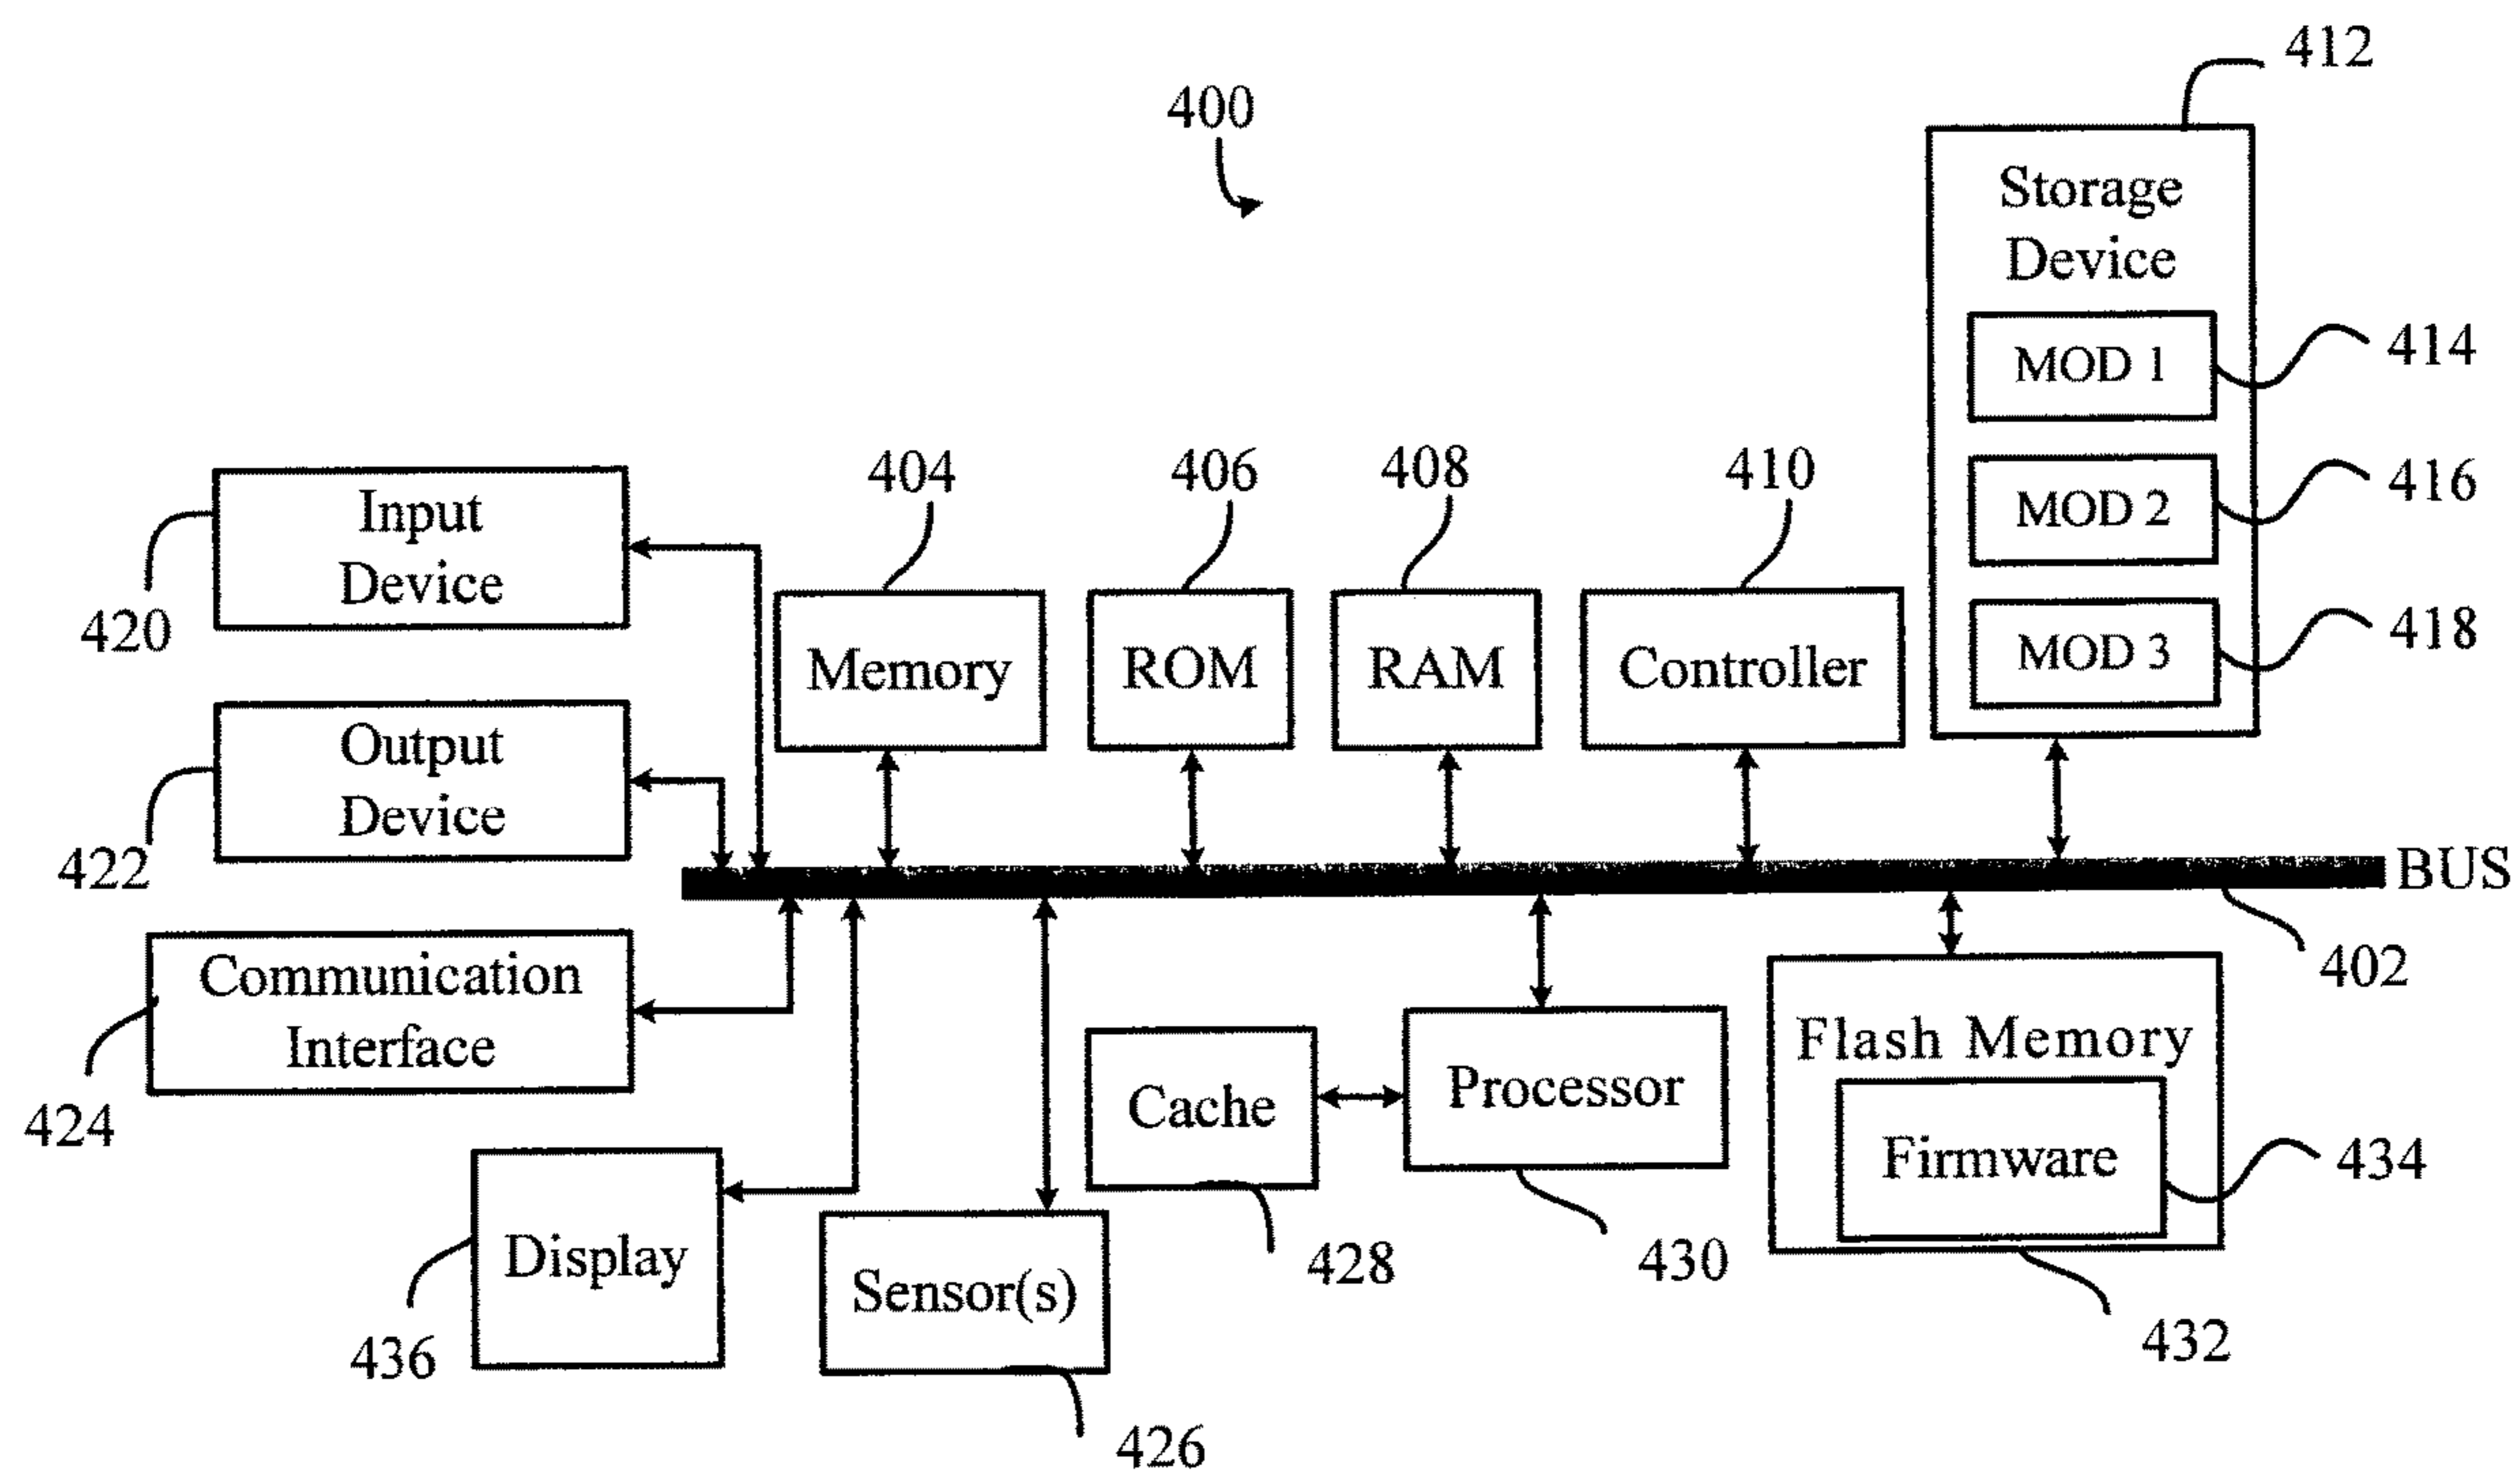 412
400
Storage
Device
MOD 1
414
MOD 2
416
MOD 3
418
404
406
408
410
Input
Device
420
Memory
ROM
RAM
Controller
Output
Device
422
BUS
402
Communication
Interface
424
Flash Memory
Firmware
434
432
Cache
428
Processor
430
Display
436
Sensor(s)
426